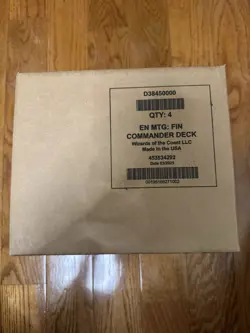 D38450000
QTY: 4
EN MTG: FIN
COMMANDER DECK
Wizards of the Coast LLC
Made in the USA